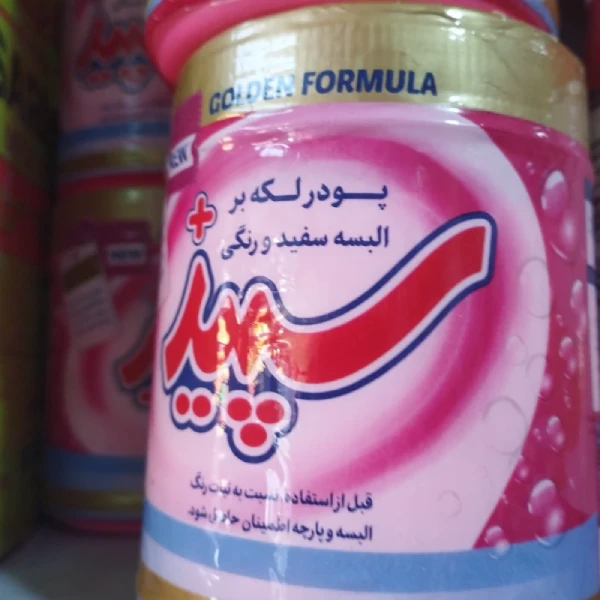 GOLDEN FORMULA
NEW
پودر لکه بر
البسه سفید و رنگی
سپید +
قبل از استفاده، نسبت به ثبات رنگ
البسه و پارچه اطمینان حاصل شود.
NEW